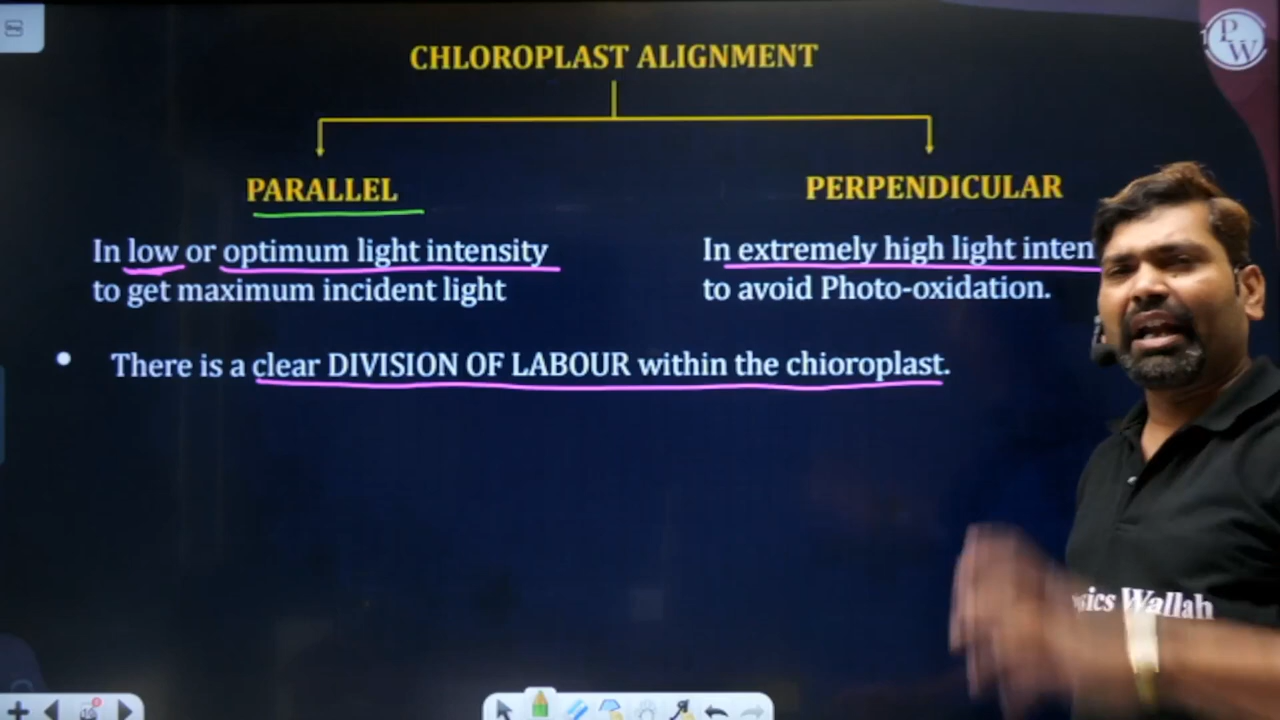 CHLOROPLAST ALIGNMENT
PW
PARALLEL
PERPENDICULAR
In low or optimum light intensity
to get maximum incident light
In extremely high light inten
to avoid Photo-oxidation.
• There is a clear DIVISION OF LABOUR within the chioroplast.
sics Wallah